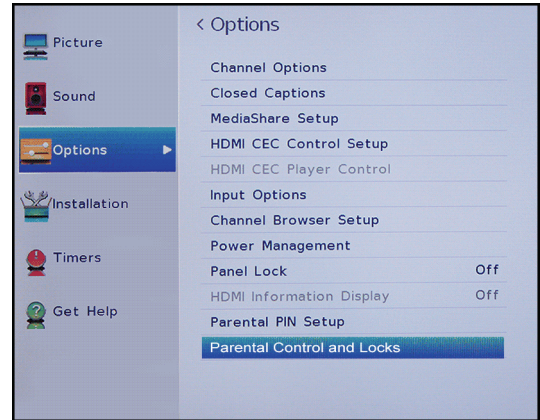 Picture
Sound
Options
Installation
Timers
Get Help
< Options
Channel Options
Closed Captions
MediaShare Setup
HDMI CEC Control Setup
HDMI CEC Player Control
Input Options
Channel Browser Setup
Power Management
Panel Lock Off
HDMI Information Display Off
Parental PIN Setup
Parental Control and Locks